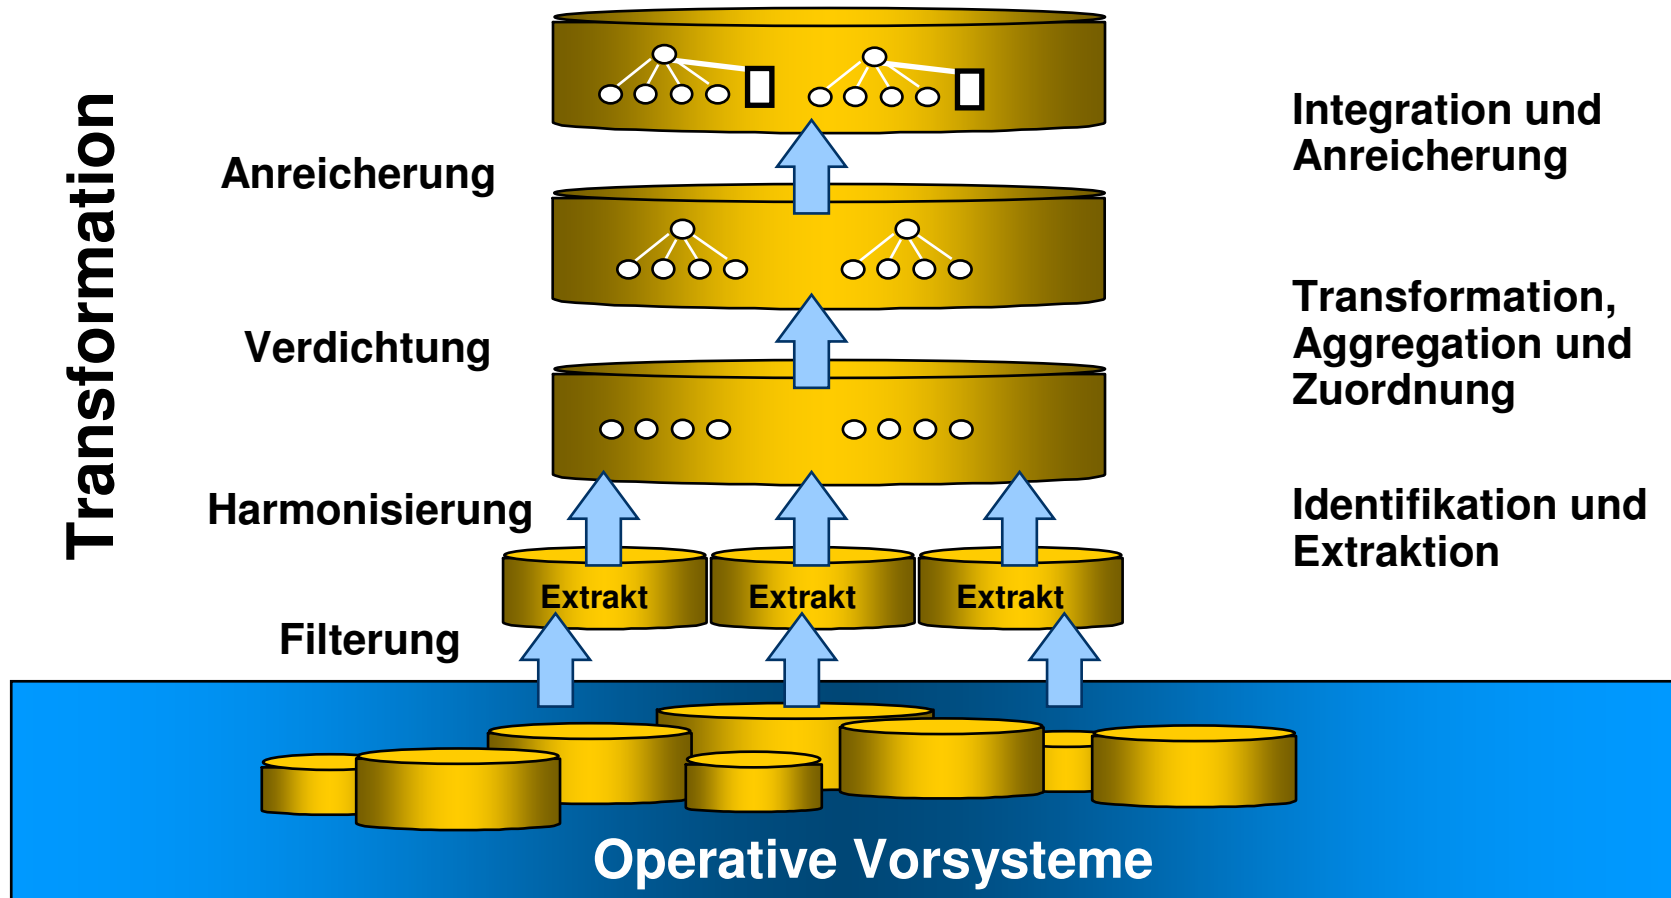 Transformation
Anreicherung
Verdichtung
Harmonisierung
Filterung
Extrakt
Extrakt
Extrakt
Integration und
Anreicherung
Transformation,
Aggregation und
Zuordnung
Identifikation und
Extraktion
Operative Vorsysteme